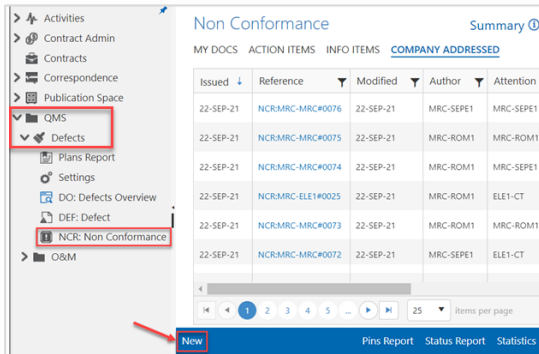 Activities
Contract Admin
Contracts
Correspondence
Publication Space
QMS
Defects
Plans Report
Settings
DO: Defects Overview
DEF: Defect
NCR: Non Conformance
O&M
Non Conformance Summary
MY DOCS ACTION ITEMS INFO ITEMS COMPANY ADDRESSED
Issued Reference Modified Author Attention
22-SEP-21 NCR:MRC-MRC#0076 22-SEP-21 MRC-SEPE1 MRC-SEPE1
22-SEP-21 NCR:MRC-MRC#0075 22-SEP-21 MRC-ROM1 MRC-ROM1
22-SEP-21 NCR:MRC-MRC#0074 22-SEP-21 MRC-ROM1 MRC-SEPE1
22-SEP-21 NCR:MRC-ELE1#0025 22-SEP-21 MRC-ROM1 ELE1-CT
22-SEP-21 NCR:MRC-MRC#0073 22-SEP-21 MRC-ROM1 MRC-ROM1
22-SEP-21 NCR:MRC-MRC#0072 22-SEP-21 MRC-SEPE1 ELE1-CT
1 2 3 4 5 ... 25 items per page
New Pins Report Status Report Statistics